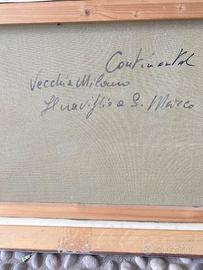 Continental
Vecchia Milano
Il naviglio a S. Marco